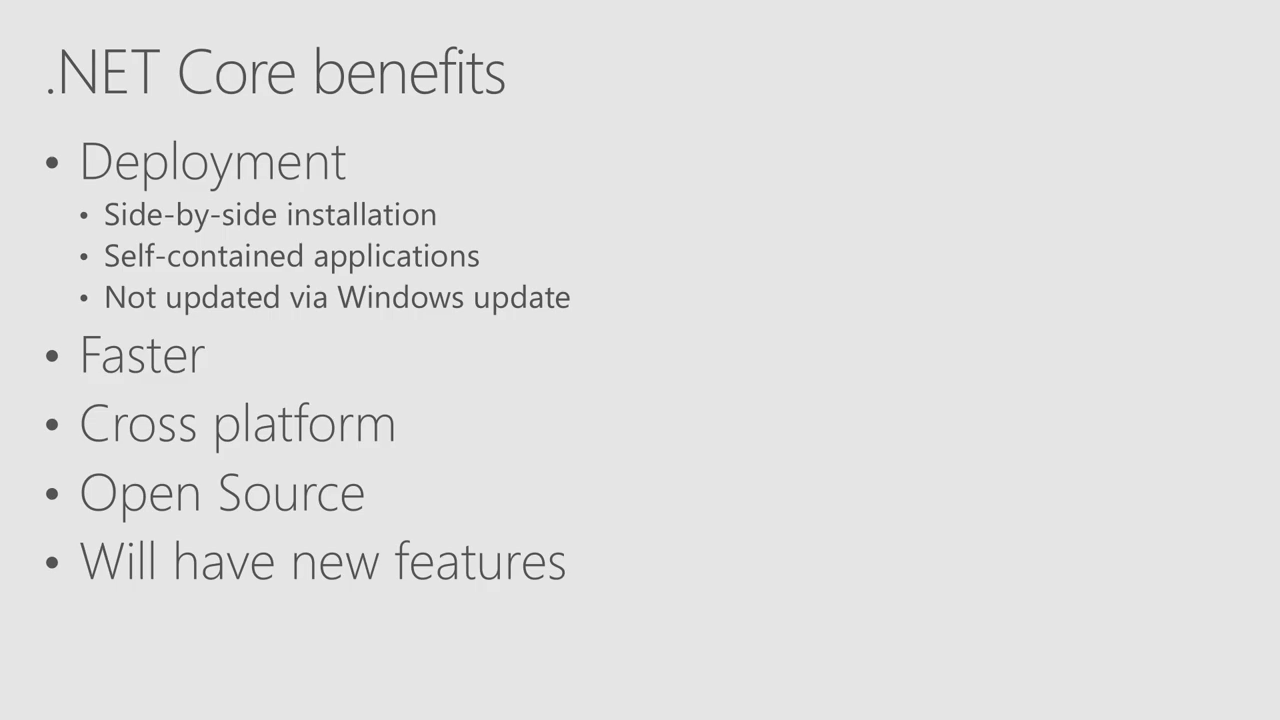 .NET Core benefits
• Deployment
• Side-by-side installation
• Self-contained applications
• Not updated via Windows update
• Faster
• Cross platform
• Open Source
• Will have new features